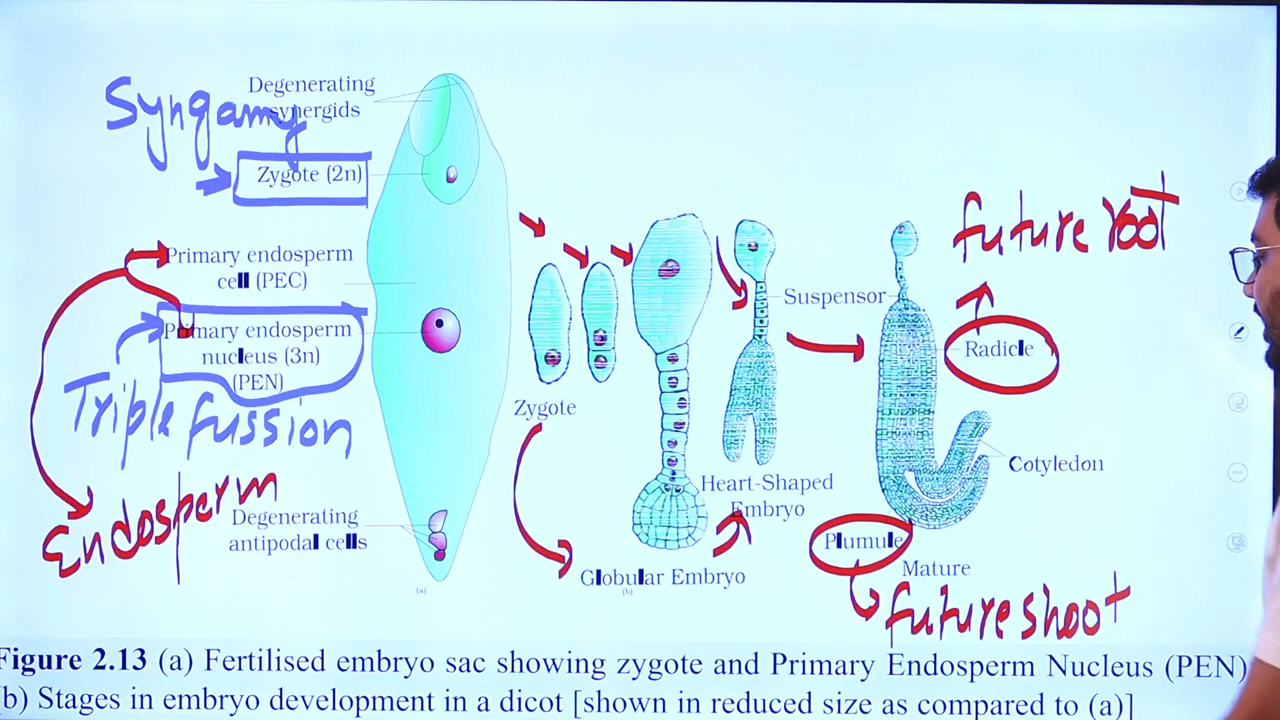 Syngamy
Degenerating
synergids
Zygote (2n)
Primary endosperm
cell (PEC)
Primary endosperm
nucleus (3n)
(PEN)
Triple fussion
Endosperm
Degenerating
antipodal cells
(a)
Zygote
Globular Embryo
(b)
Heart-Shaped
Embryo
Suspensor
future root
Radicle
Cotyledon
Plumule
Mature
future shoot
Figure 2.13 (a) Fertilised embryo sac showing zygote and Primary Endosperm Nucleus (PEN)
(b) Stages in embryo development in a dicot [shown in reduced size as compared to (a)]